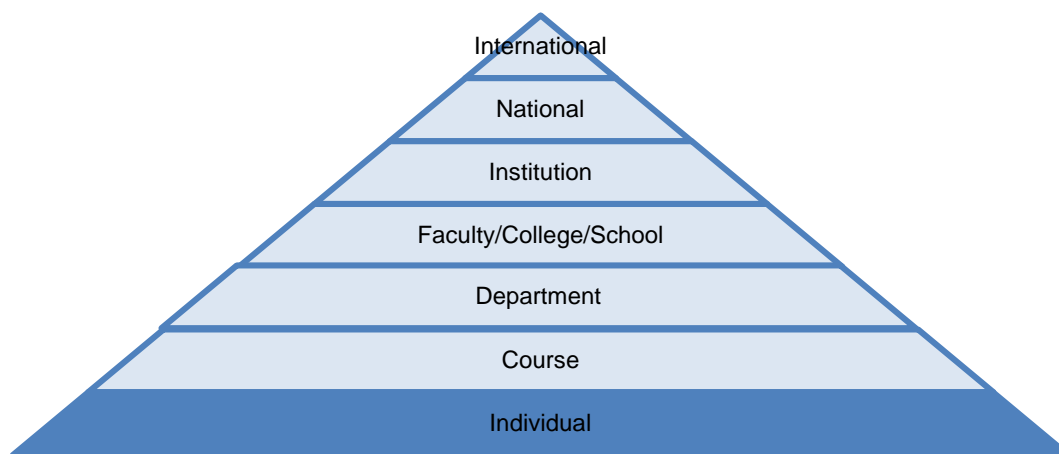 International
National
Institution
Faculty/College/School
Department
Course
Individual